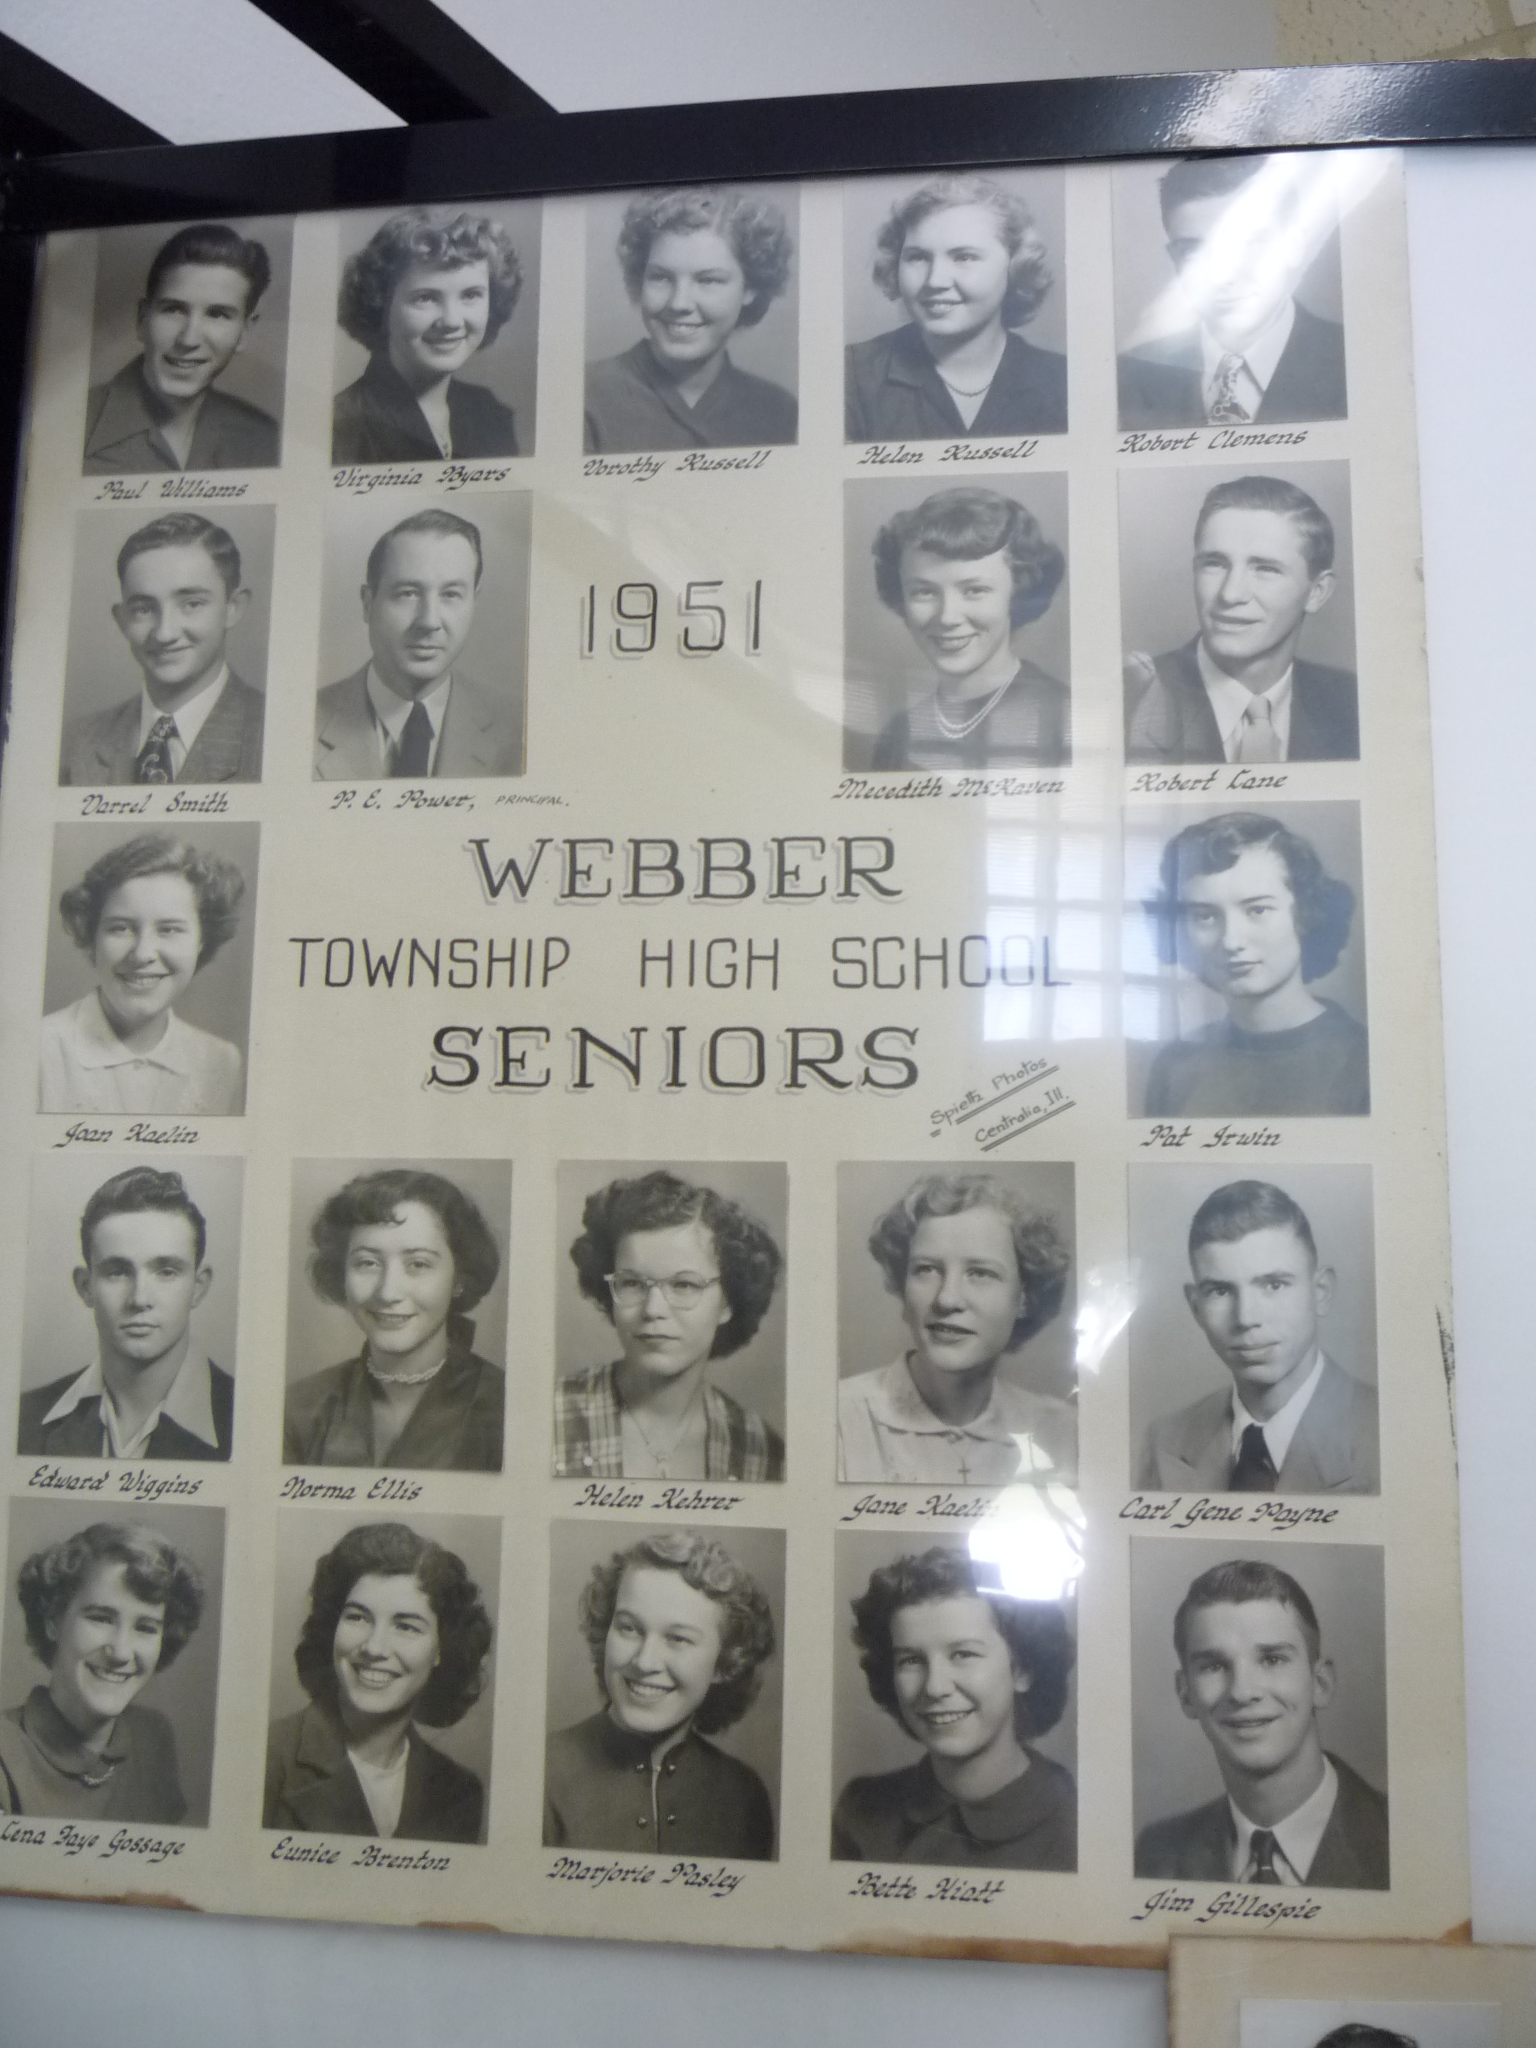 Paul Williams
Virginia Byars
Dorothy Russell
Helen Russell
Robert Clemens
1951
Darrel Smith
P. E. Power, PRINCIPAL.
Mecedith McRaven
Robert Lane
WEBBER
TOWNSHIP HIGH SCHOOL
SENIORS
Spieth Photos
Centralia, Ill.
Joan Kaelin
Pat Irwin
Edward Wiggins
Norma Ellis
Helen Kehrer
Jane Kaelin
Carl Gene Payne
Lena Faye Gossage
Eunice Brenton
Marjorie Pasley
Bette Hiatt
Jim Gillespie